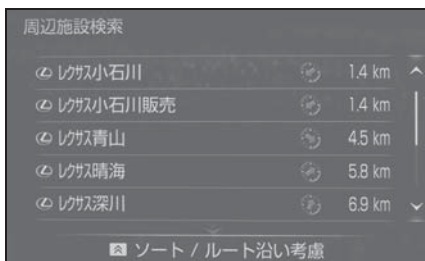 周辺施設検索
レクサス小石川 1.4 km
レクサス小石川販売 1.4 km
レクサス青山 4.5 km
レクサス晴海 5.8 km
レクサス深川 6.9 km
ソート / ルート沿い考慮